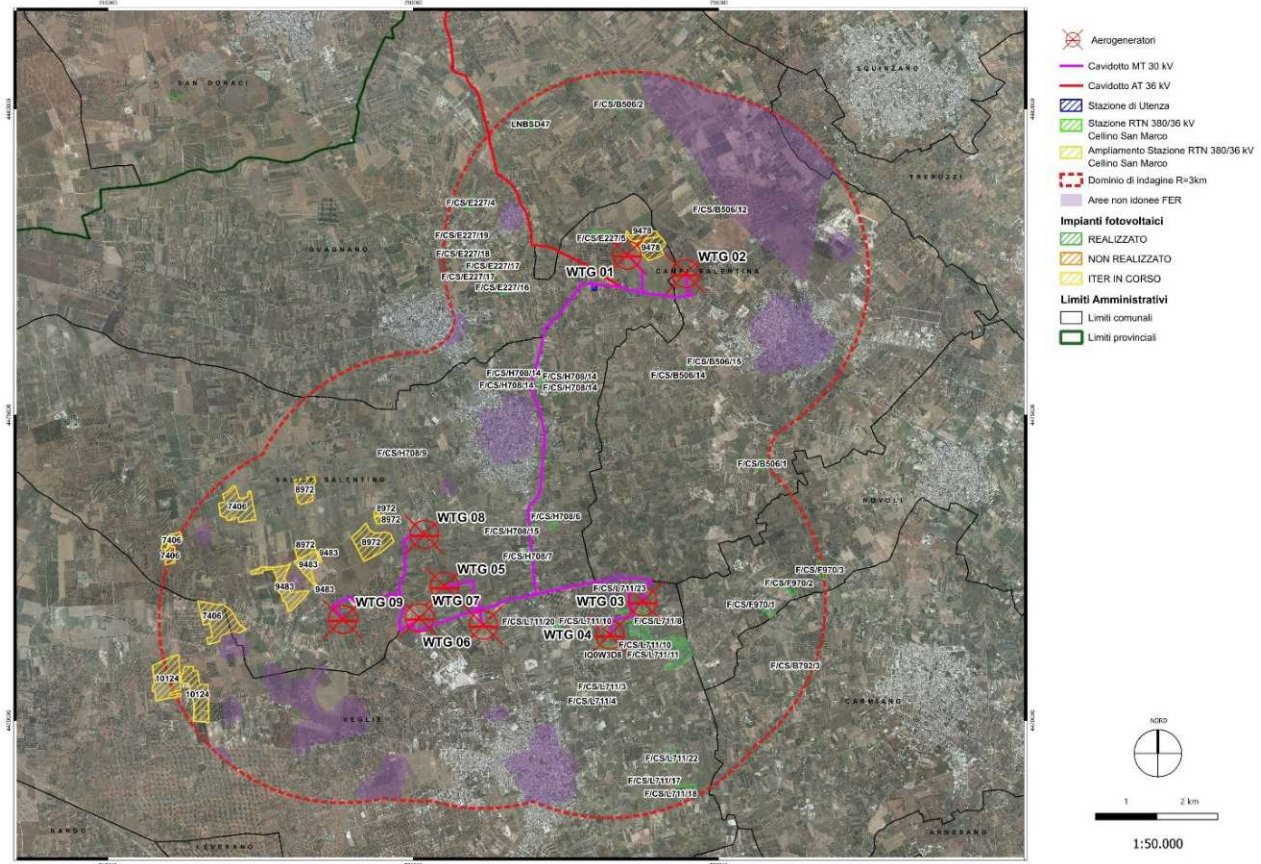 SAN DONACI
SQUINZANO
F/CS/B506/2
LNBSD47
TREPUZZI
F/CS/E227/4
F/CS/B506/12
F/CS/E227/19
F/CS/E227/5
9478
9478
GUAGNANO
F/CS/E227/18
F/CS/E227/17
F/CS/E227/17
F/CS/E227/16
WTG 01
WTG 02
CAMPI SALENTINA
F/CS/B506/15
F/CS/B506/14
F/CS/H708/14
F/CS/H708/14
F/CS/H708/14
F/CS/H708/14
F/CS/H708/9
F/CS/B506/1
SALICE SALENTINO
NOVOLI
8972
7406
8972
8972
8972
WTG 08
F/CS/H708/6
F/CS/H708/15
F/CS/H708/7
7406
7406
8972
9483
9483
9483
9483
WTG 05
WTG 07
WTG 09
WTG 06
F/CS/F970/3
F/CS/F970/2
F/CS/F970/1
F/CS/L711/23
WTG 03
F/CS/L711/20
F/CS/L711/10
F/CS/L711/8
WTG 04
F/CS/L711/10
IQ0W3D8
F/CS/L711/11
7406
10124
10124
F/CS/B792/3
F/CS/L711/3
F/CS/L711/4
CARMIANO
VEGLIE
F/CS/L711/22
F/CS/L711/17
F/CS/L711/18
NARDO
LEVERANO
ARNESANO
Aerogeneratori
Cavidotto MT 30 kV
Cavidotto AT 36 kV
Stazione di Utenza
Stazione RTN 380/36 kV
Cellino San Marco
Ampliamento Stazione RTN 380/36 kV
Cellino San Marco
Dominio di indagine R=3km
Aree non idonee FER
Impianti fotovoltaici
REALIZZATO
NON REALIZZATO
ITER IN CORSO
Limiti Amministrativi
Limiti comunali
Limiti provinciali
NORD
1 2 km
1:50.000